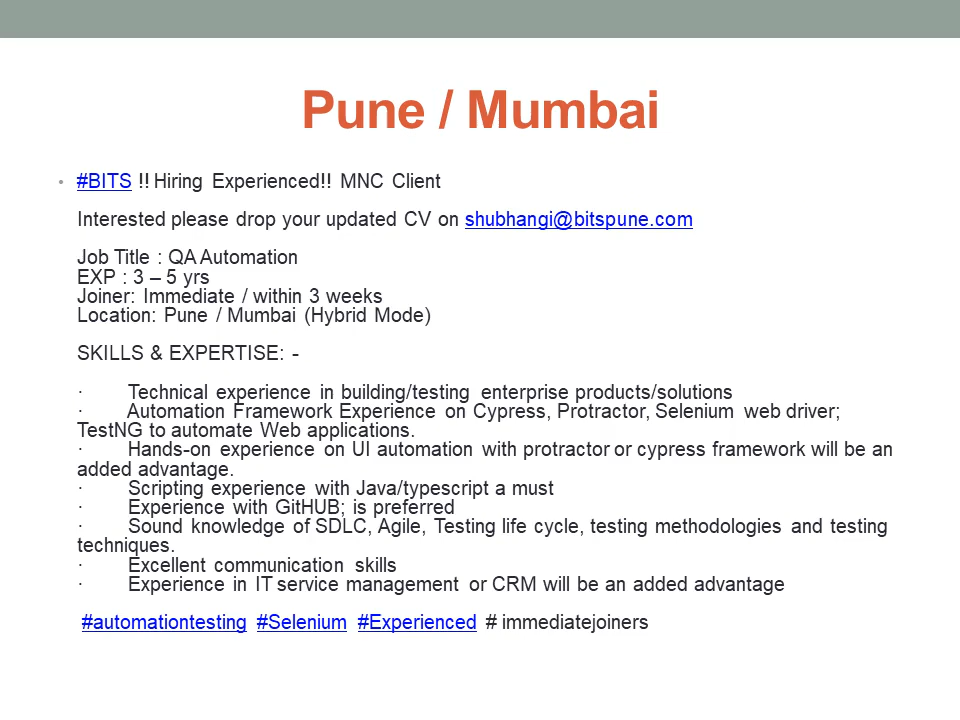 Pune / Mumbai
• #BITS !! Hiring Experienced!! MNC Client
Interested please drop your updated CV on shubhangi@bitspune.com
Job Title : QA Automation
EXP : 3 – 5 yrs
Joiner: Immediate / within 3 weeks
Location: Pune / Mumbai (Hybrid Mode)
SKILLS & EXPERTISE: -
· Technical experience in building/testing enterprise products/solutions
· Automation Framework Experience on Cypress, Protractor, Selenium web driver;
TestNG to automate Web applications.
· Hands-on experience on UI automation with protractor or cypress framework will be an
added advantage.
· Scripting experience with Java/typescript a must
· Experience with GitHUB; is preferred
· Sound knowledge of SDLC, Agile, Testing life cycle, testing methodologies and testing
techniques.
· Excellent communication skills
· Experience in IT service management or CRM will be an added advantage
#automationtesting #Selenium #Experienced # immediatejoiners